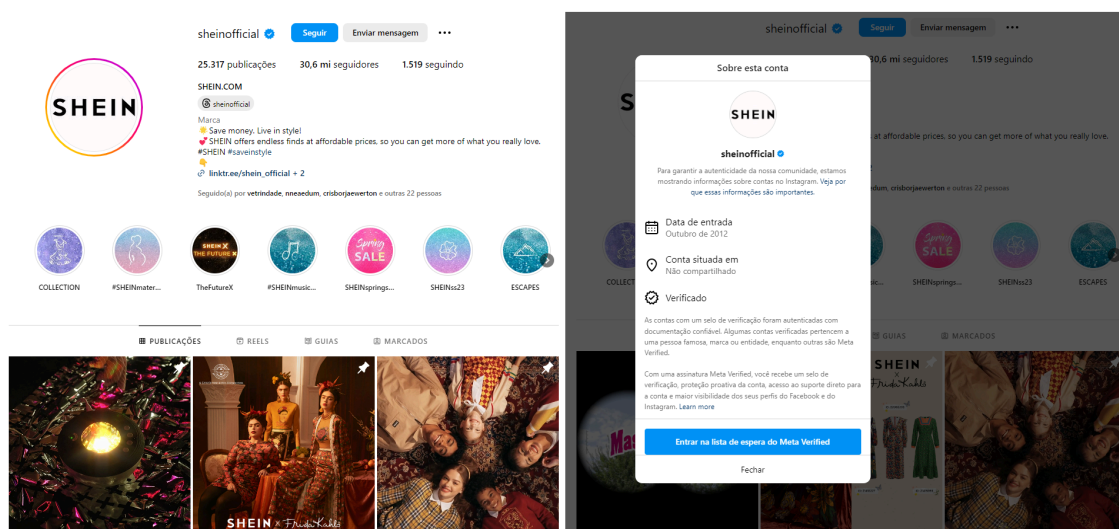 sheinofficial
Seguir
Enviar mensagem
25.317 publicações
30,6 mi seguidores
1.519 seguindo
SHEIN
SHEIN.COM
sheinofficial
Marca
Save money. Live in style!
SHEIN offers endless finds at affordable prices, so you can get more of what you really love.
#SHEIN #saveinstyle
linktr.ee/shein_official + 2
Seguido(a) por vetrindade, nneaedum, crisborjaewerton e outras 22 pessoas
SHEIN X
THE FUTURE X
Spring
SALE
COLLECTION
#SHEINmater...
TheFutureX
#SHEINmusic...
SHEINsprings...
SHEINss23
ESCAPES
PUBLICAÇÕES
REELS
GUIAS
MARCADOS
SHEIN × Frida Kahlo
sheinofficial
Seguir
Enviar mensagem
30,6 mi seguidores
1.519 seguindo
S
s at affordable prices, so you can get more of what you really love.
edum, crisborjaewerton e outras 22 pessoas
Spring
SALE
COLLECT
sic...
SHEINsprings...
SHEINss23
ESCAPES
GUIAS
MARCADOS
Mas
SHEIN
Frida Kahlo
Sobre esta conta
SHEIN
sheinofficial
Para garantir a autenticidade da nossa comunidade, estamos
mostrando informações sobre contas no Instagram. Veja por
que essas informações são importantes.
Data de entrada
Outubro de 2012
Conta situada em
Não compartilhado
Verificado
As contas com um selo de verificação foram autenticadas com
documentação confiável. Algumas contas verificadas pertencem a
uma pessoa famosa, marca ou entidade, enquanto outras são Meta
Verified.
Com uma assinatura Meta Verified, você recebe um selo de
verificação, proteção proativa da conta, acesso ao suporte direto para
a conta e maior visibilidade dos seus perfis do Facebook e do
Instagram. Learn more
Entrar na lista de espera do Meta Verified
Fechar